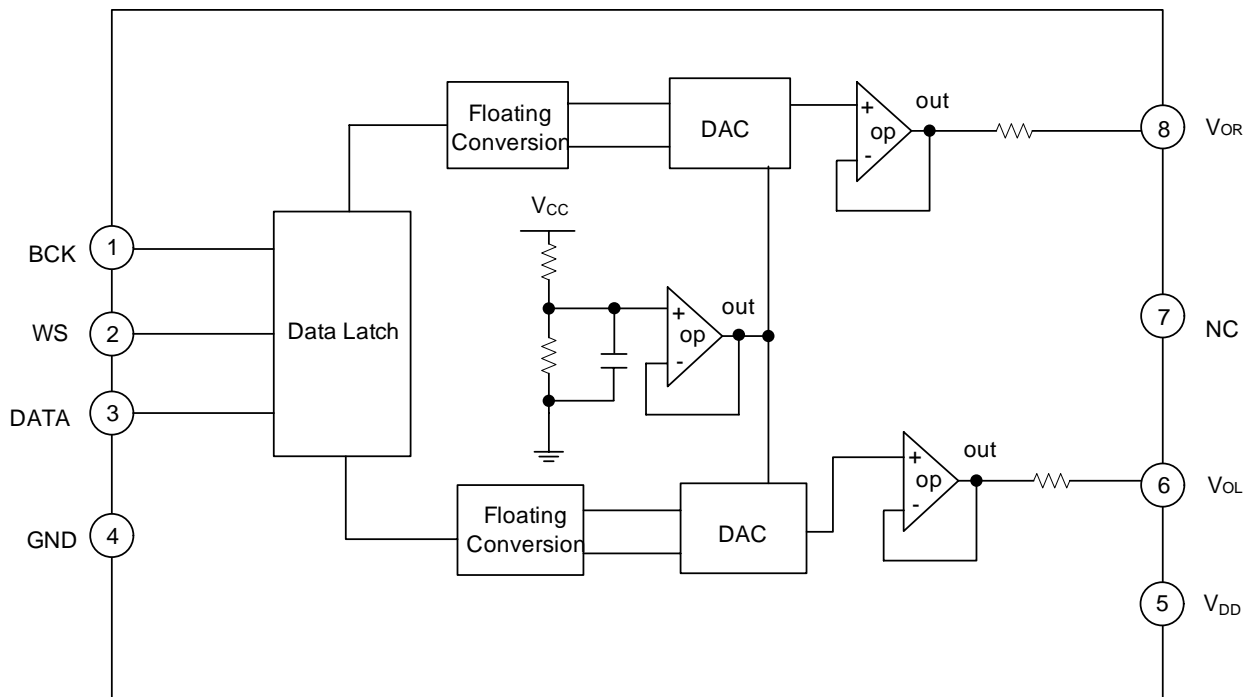 Floating
Conversion
DAC
+
op
-
out
8
VOR
VCC
BCK
1
WS
2
Data Latch
+
op
-
out
7
NC
DATA
3
GND
4
Floating
Conversion
DAC
+
op
-
out
6
VOL
5
VDD